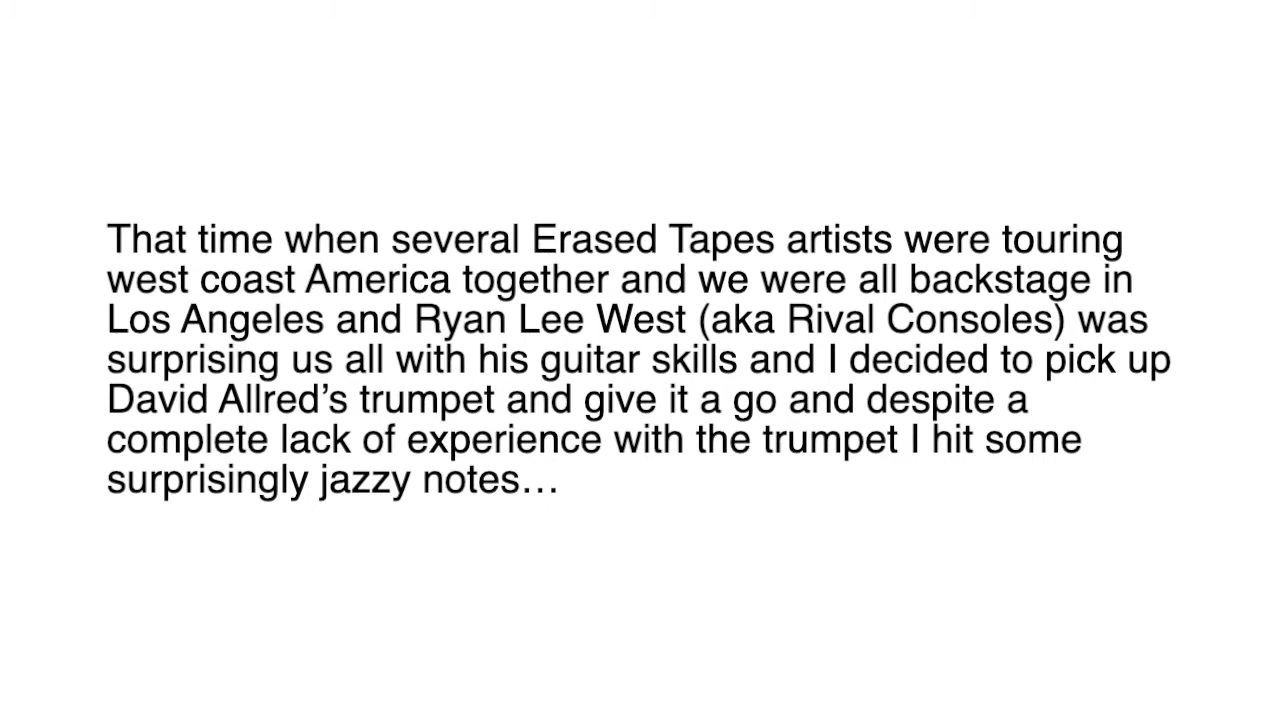 That time when several Erased Tapes artists were touring
west coast America together and we were all backstage in
Los Angeles and Ryan Lee West (aka Rival Consoles) was
surprising us all with his guitar skills and I decided to pick up
David Allred’s trumpet and give it a go and despite a
complete lack of experience with the trumpet I hit some
surprisingly jazzy notes…